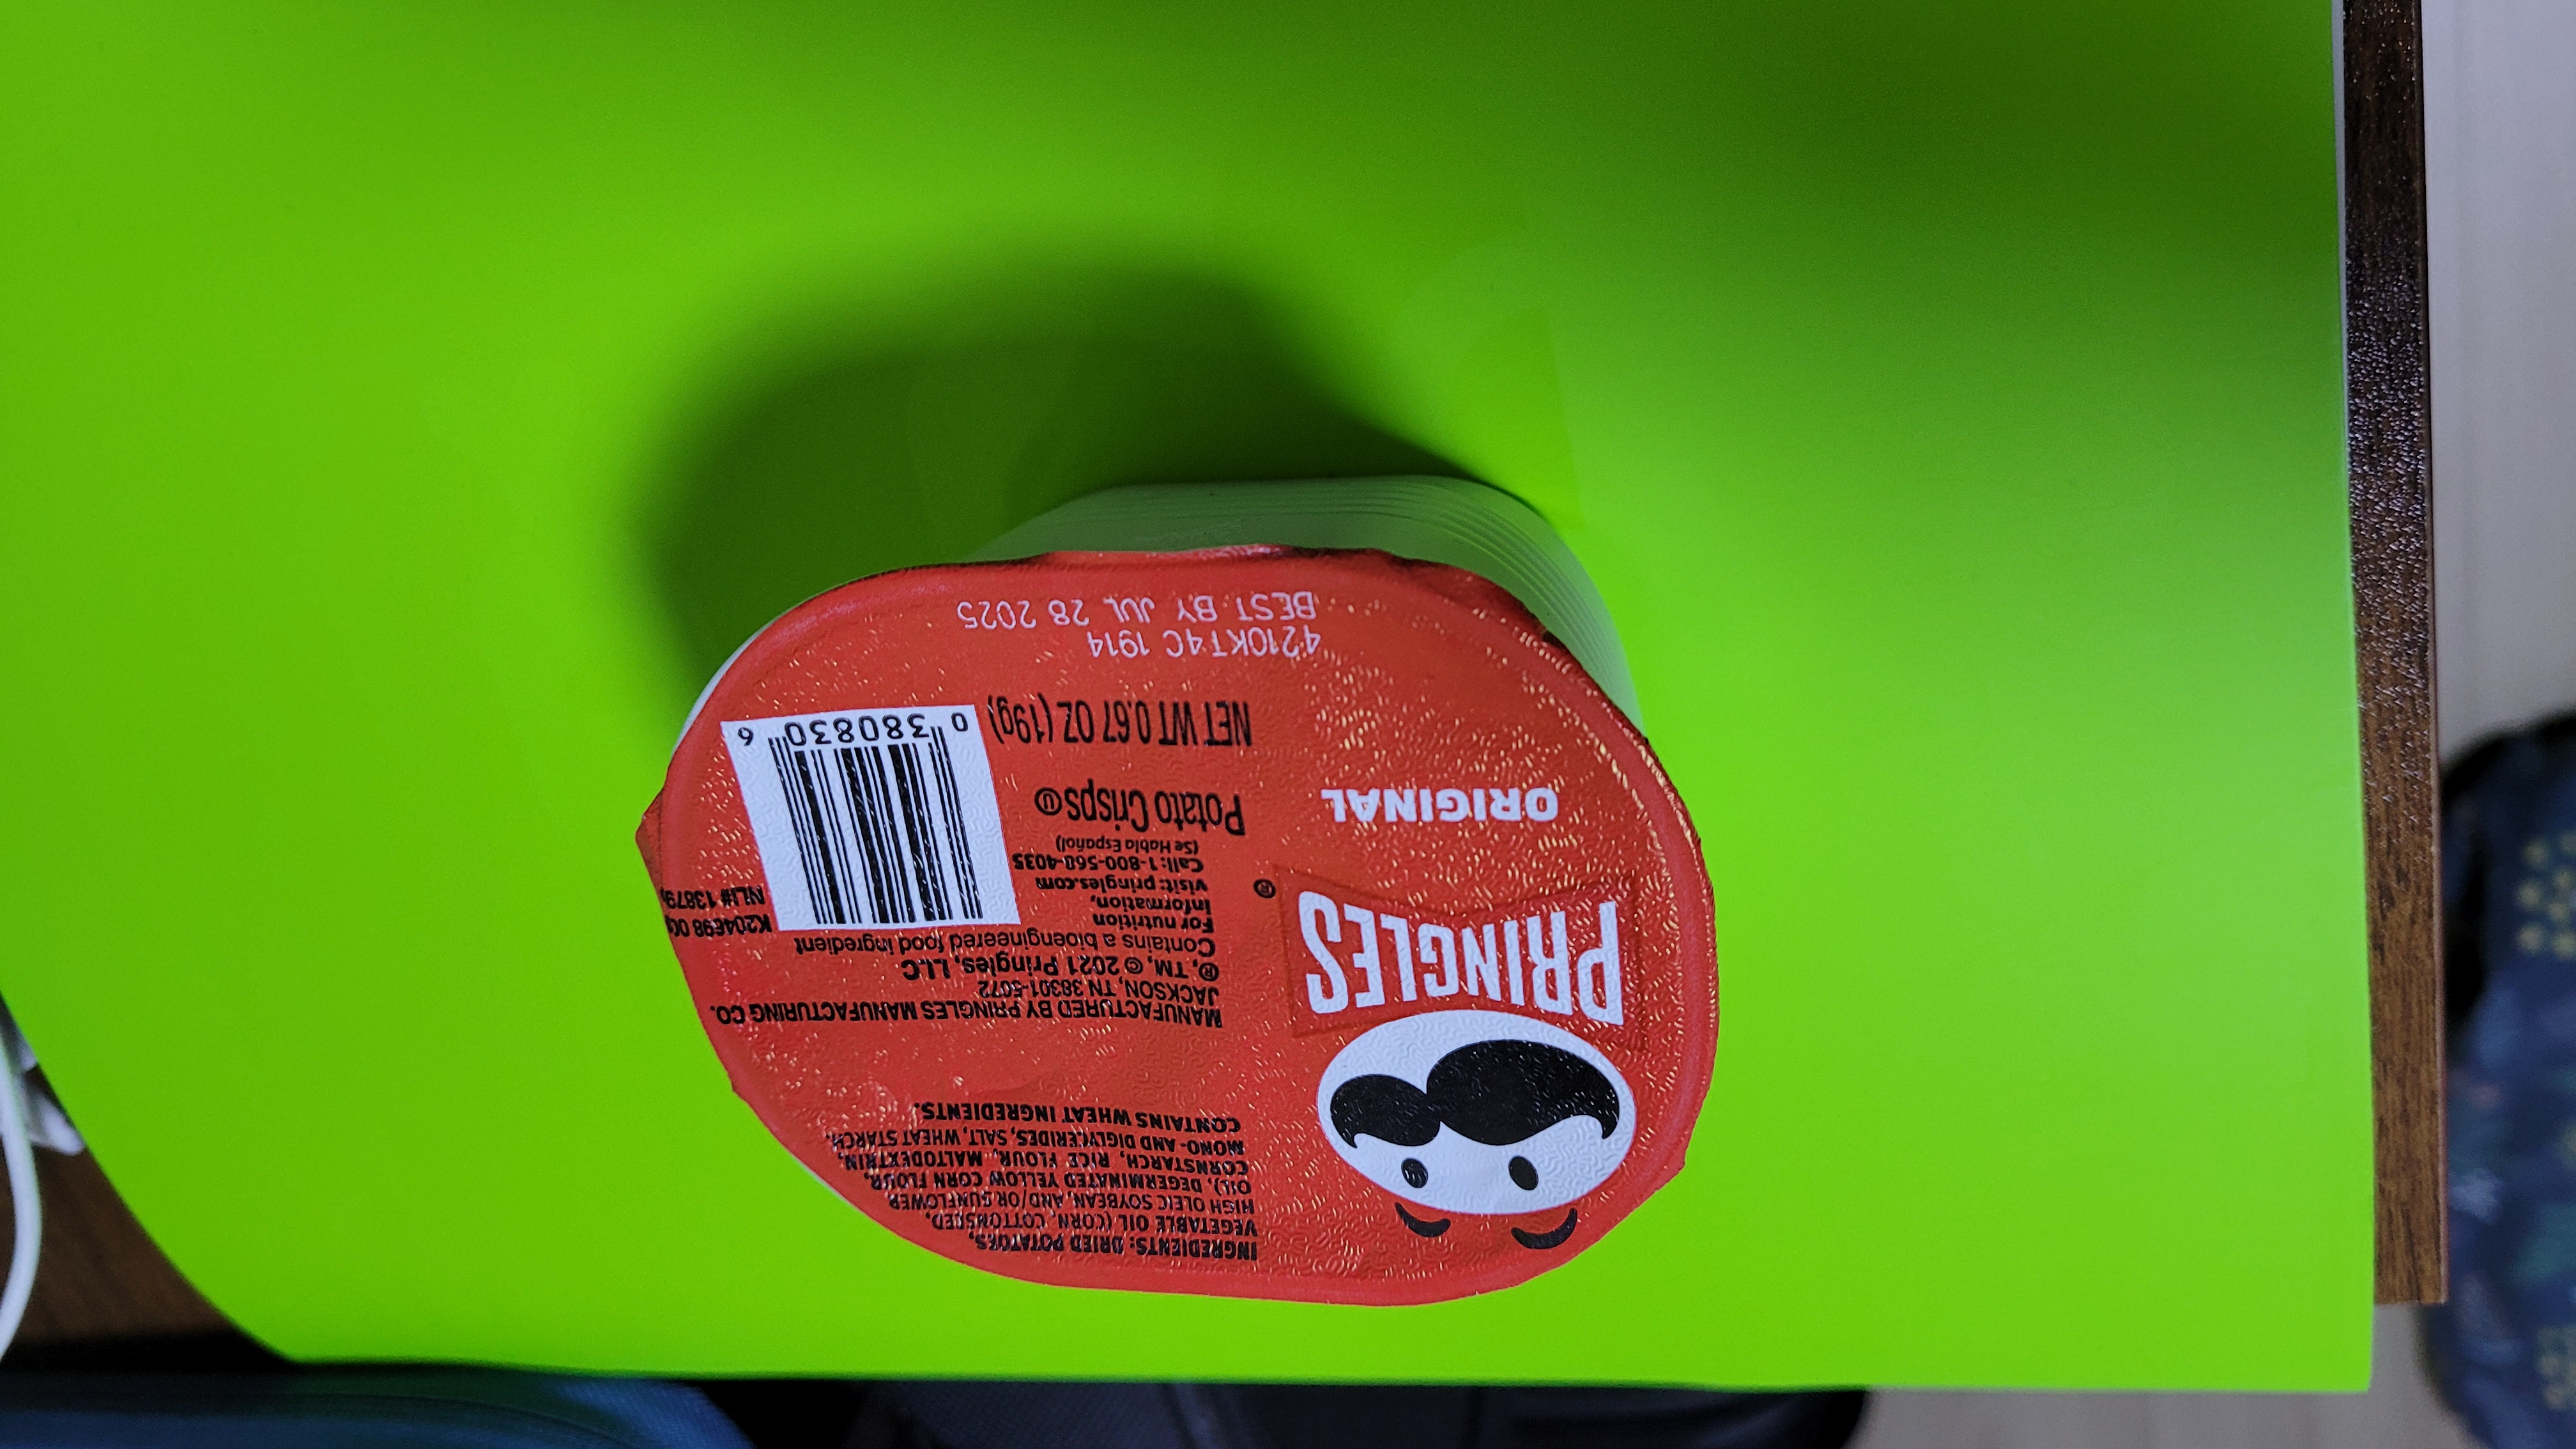 PRINGLES
®
ORIGINAL
INGREDIENTS: DRIED POTATOES,
VEGETABLE OIL (CORN, COTTONSEED,
HIGH OLEIC SOYBEAN, AND/OR SUNFLOWER
OIL), DEGERMINATED YELLOW CORN FLOUR,
CORNSTARCH, RICE FLOUR, MALTODEXTRIN,
MONO- AND DIGLYCERIDES, SALT, WHEAT STARCH.
CONTAINS WHEAT INGREDIENTS.
MANUFACTURED BY PRINGLES MANUFACTURING CO.
JACKSON, TN 38301-5072
®, TM, © 2021 Pringles, LLC
Contains a bioengineered food ingredient
For nutrition
information,
visit: pringles.com
Call: 1-800-568-4035
(Se Habla Español)
NLI# 13879
Potato Crisps Ⓤ
NET WT 0.67 OZ (19g)
0 380830 6
4210KT4C 1914
BEST BY JUL 28 2025